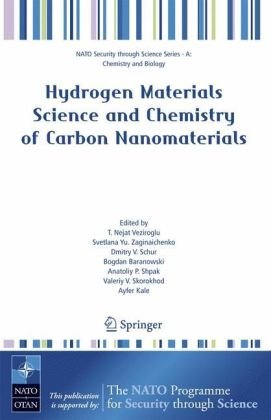 NATO Security through Science Series - A:
Chemistry and Biology
Hydrogen Materials
Science and Chemistry
of Carbon Nanomaterials
Edited by
T. Nejat Veziroglu
Svetlana Yu. Zaginaichenko
Dmitry V. Schur
Bogdan Baranowski
Anatoliy P. Shpak
Valeriy V. Skorokhod
Ayfer Kale
Springer
NATO
OTAN
This publication
is supported by:
The NATO Programme
for Security through Science